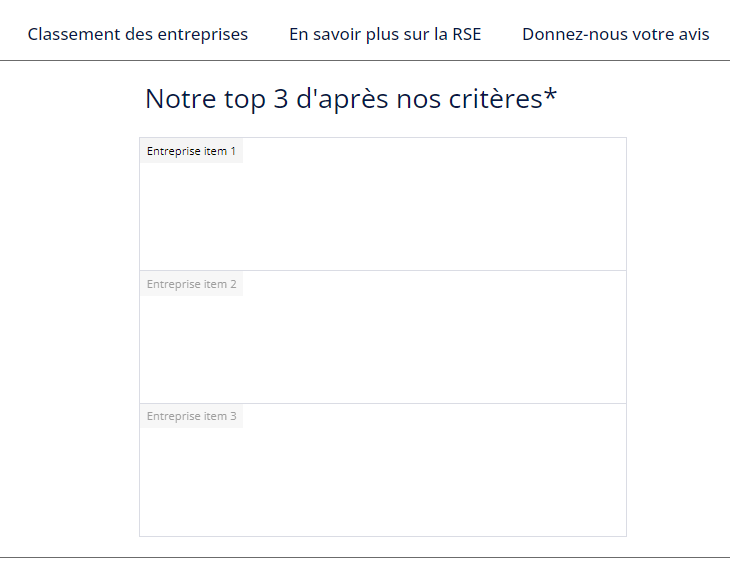 Classement des entreprises En savoir plus sur la RSE Donnez-nous votre avis
Notre top 3 d'après nos critères*
Entreprise item 1
Entreprise item 2
Entreprise item 3